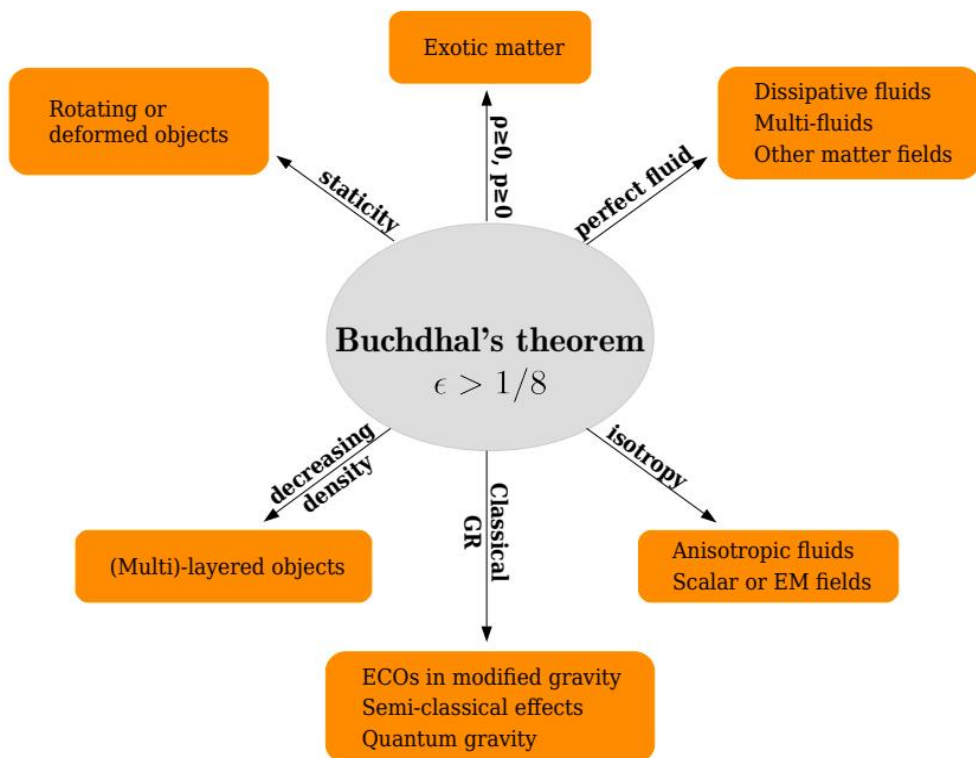 Exotic matter
Rotating or
deformed objects
Dissipative fluids
Multi-fluids
Other matter fields
staticity
ρ≥0, p≥0
perfect fluid
Buchdhal's theorem
ϵ > 1/8
decreasing
density
Classical
GR
isotropy
(Multi)-layered objects
Anisotropic fluids
Scalar or EM fields
ECOs in modified gravity
Semi-classical effects
Quantum gravity